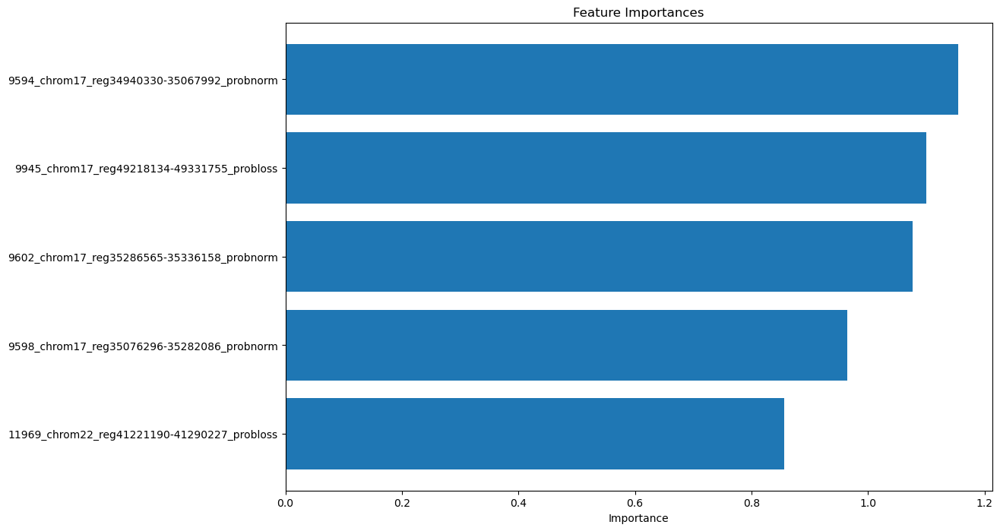 Feature Importances
9594_chrom17_reg34940330-35067992_probnorm
9945_chrom17_reg49218134-49331755_probloss
9602_chrom17_reg35286565-35336158_probnorm
9598_chrom17_reg35076296-35282086_probnorm
11969_chrom22_reg41221190-41290227_probloss
0.0 0.2 0.4 0.6 0.8 1.0 1.2
Importance